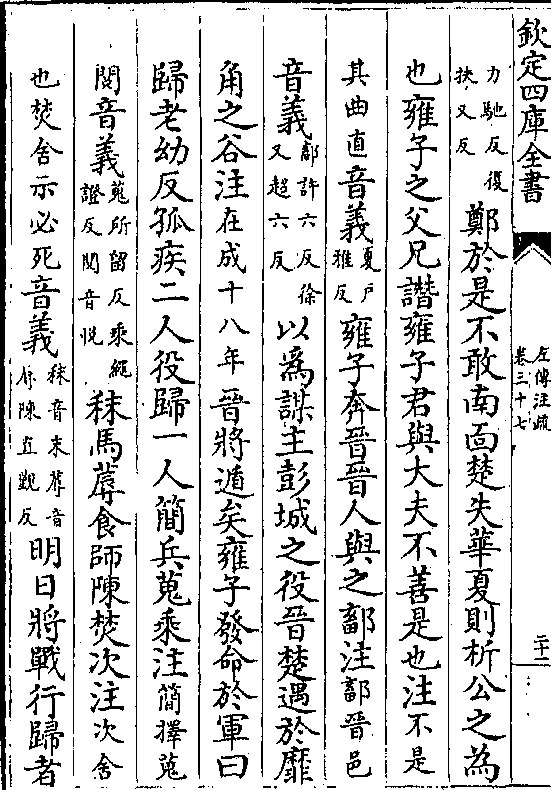 欽定四庫全書
左傳注疏
卷三十七
二十一
力馳反復
扶又反
鄭於是不敢南面楚失華夏則析公之為
也雍子之父兄譖雍子君與大夫不善是也注不是
其曲直音義夏戶
雅反
雍子奔晉晉人與之鄐注鄐晉邑
音義鄐許六反徐
又超六反
以為謀主彭城之役晉楚遇於靡
角之谷注在成十八年晉將遁矣雍子發命於軍曰
歸老幼反孤疾二人役歸一人簡兵蒐乘注簡擇蒐
閱音義蒐所留反乘繩
證反閱音悅
秣馬蓐食師陳焚次注次舍
也焚舍示必死音義秣音末蓐音
辱陳直覲反
明日將戰行歸者